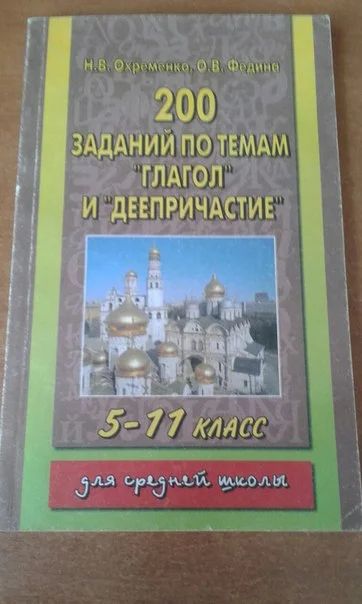 Н.В. Охременко, О.В. Федина
200
ЗАДАНИЙ ПО ТЕМАМ
"ГЛАГОЛ"
И "ДЕЕПРИЧАСТИЕ"
5-11 КЛАСС
для средней школы